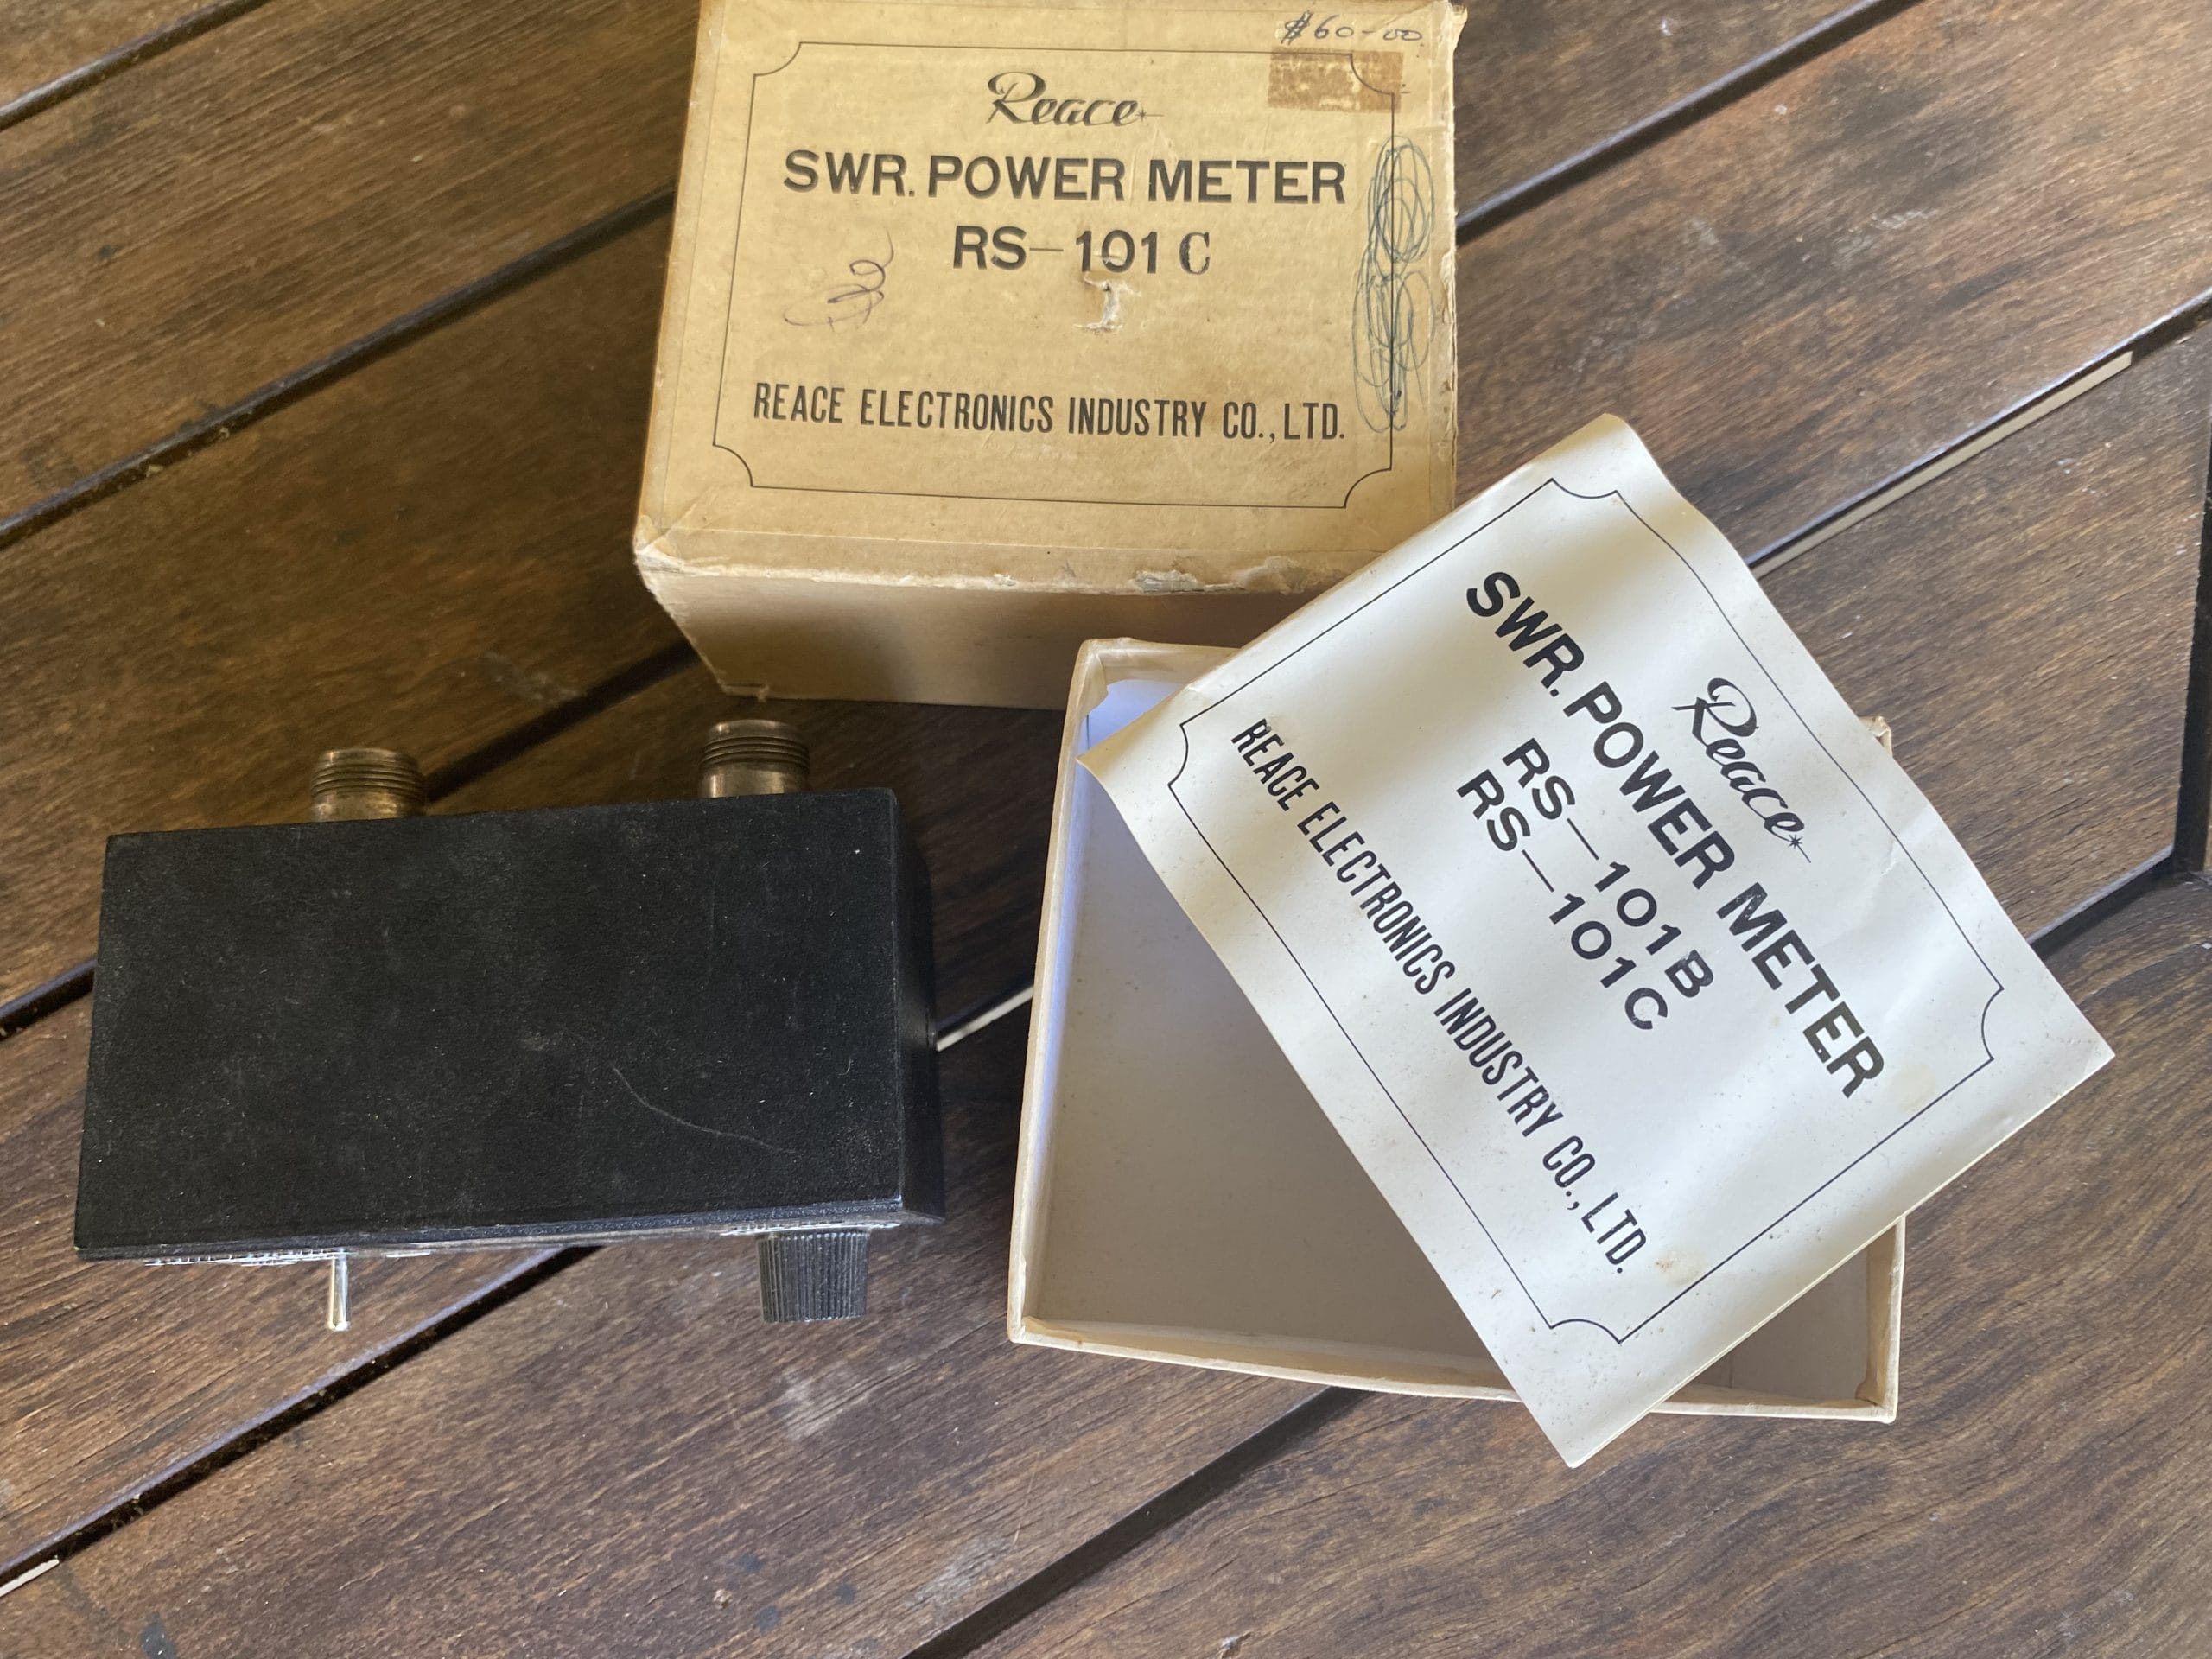 $60-00
Reace
SWR. POWER METER
RS-101 C
REACE ELECTRONICS INDUSTRY CO., LTD.
Reace
SWR. POWER METER
RS-101B
RS-101C
REACE ELECTRONICS INDUSTRY CO., LTD.